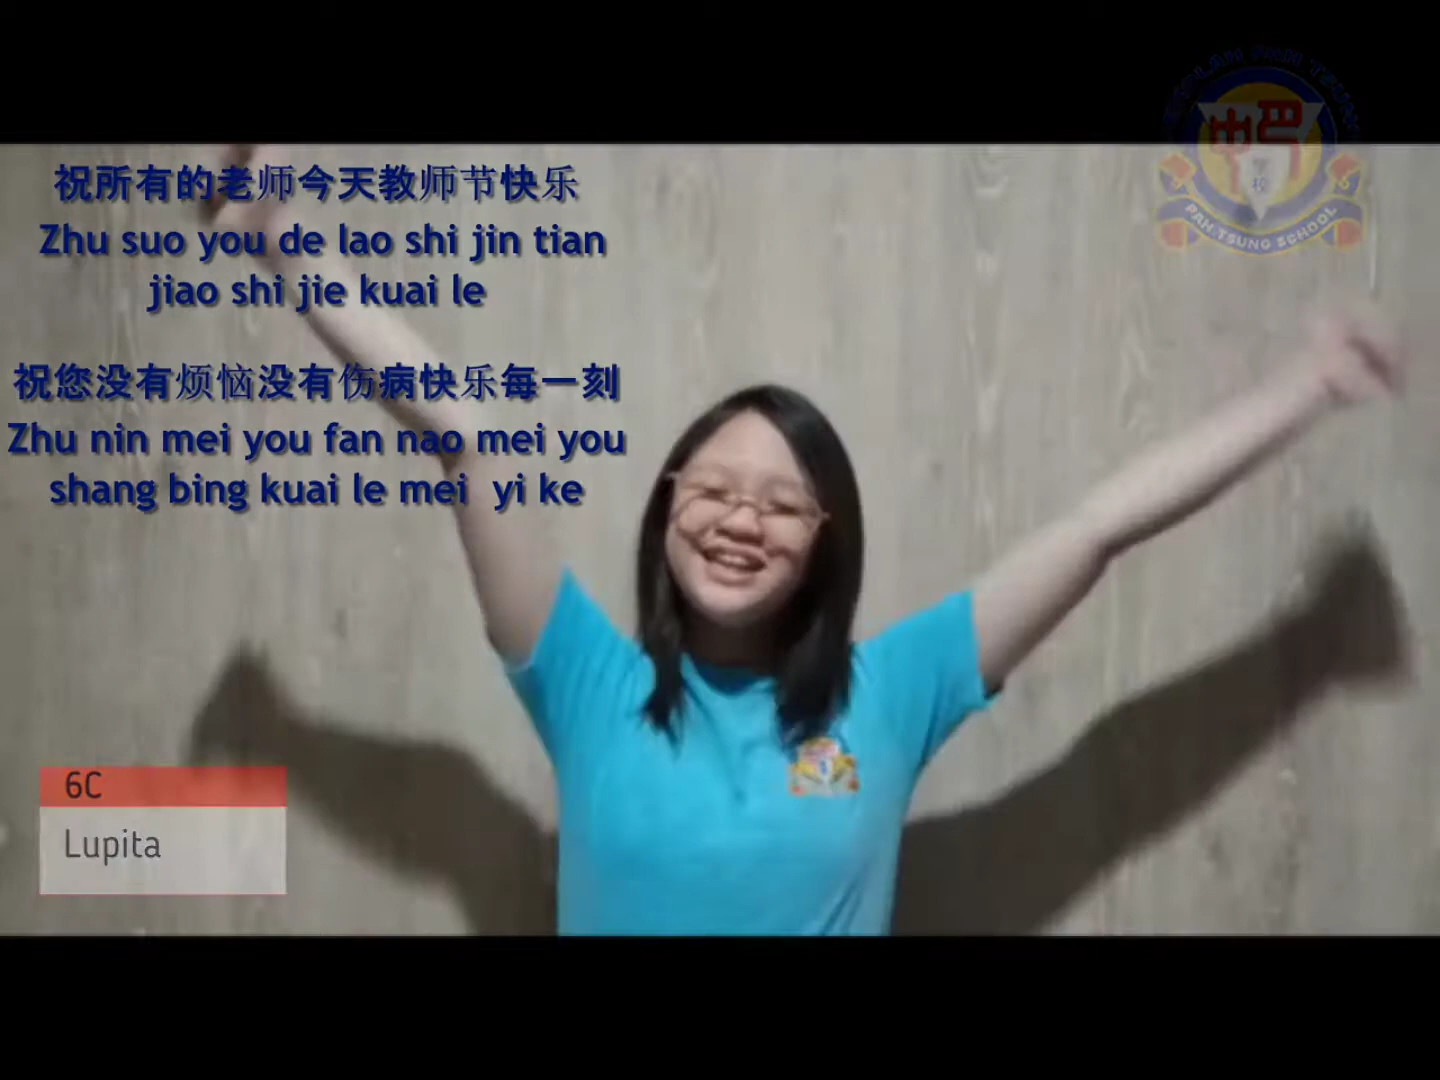 祝所有的老师今天教师节快乐
Zhu suo you de lao shi jin tian
jiao shi jie kuai le
祝您没有烦恼没有伤病快乐每一刻
Zhu nin mei you fan nao mei you
shang bing kuai le mei yi ke
PAH TSUNG SCHOOL
6C
Lupita